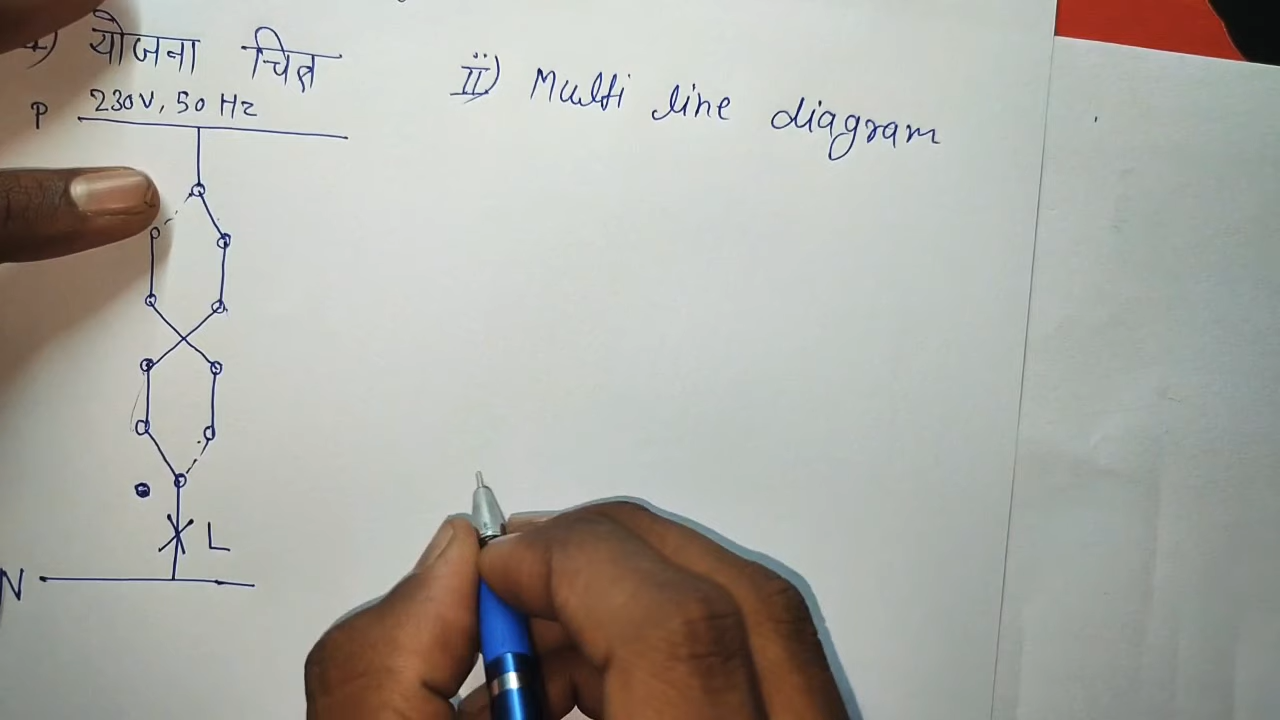 योजना चित्र
P 230V, 50 Hz
L
N
ii) Multi line diagram